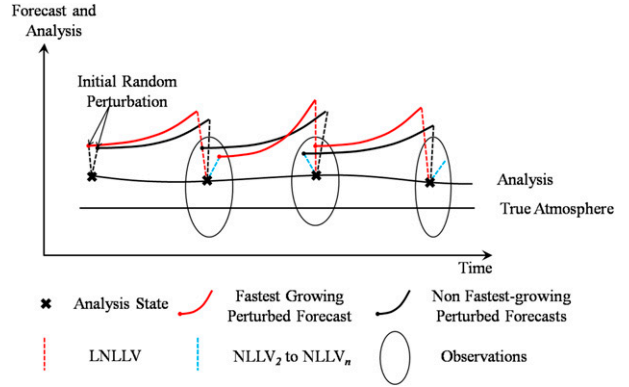 Forecast and
Analysis
Initial Random
Perturbation
Analysis
True Atmosphere
Time
Analysis State
Fastest Growing
Perturbed Forecast
Non Fastest-growing
Perturbed Forecasts
LNLLV
NLLV2 to NLLVn
Observations